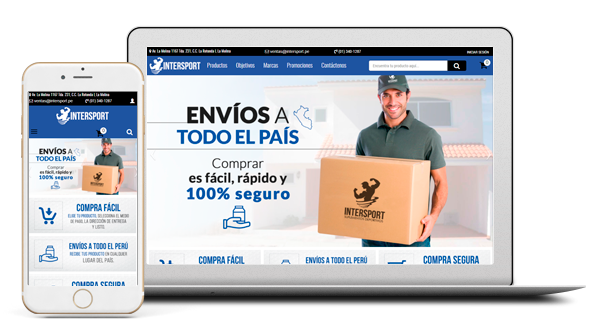 Av. La Molina 1167 Tda. 231, C.C. La Rotonda I, La Molina
ventas@intersport.pe
(01) 340-1287
INICIAR SESIÓN
INTERSPORT
Productos
Objetivos
Marcas
Promociones
Contáctenos
Encuentra tu producto aquí...
0
ENVÍOS A
TODO EL PAÍS
Comprar
es fácil, rápido y
100% seguro
INTERSPORT
COMPRA FÁCIL
ENVÍOS A TODO EL PERÚ
COMPRA SEGURA
Av. La Molina 1167 Tda. 231, C.C. La Rotonda I, La Molina
ventas@intersport.pe
(01) 340-1287
INTERSPORT
0
ENVÍOS A
TODO EL PAÍS
Comprar
es fácil, rápido y
100% seguro
INTERSPORT
COMPRA FÁCIL
ELIGE TU PRODUCTO, SELECCIONA EL MODO
DE PAGO, LA DIRECCIÓN DE ENTREGA
Y LISTO.
ENVÍOS A TODO EL PERÚ
RECIBE TUS PRODUCTO EN CUALQUIER
LUGAR DEL PAÍS.
COMPRA SEGURA